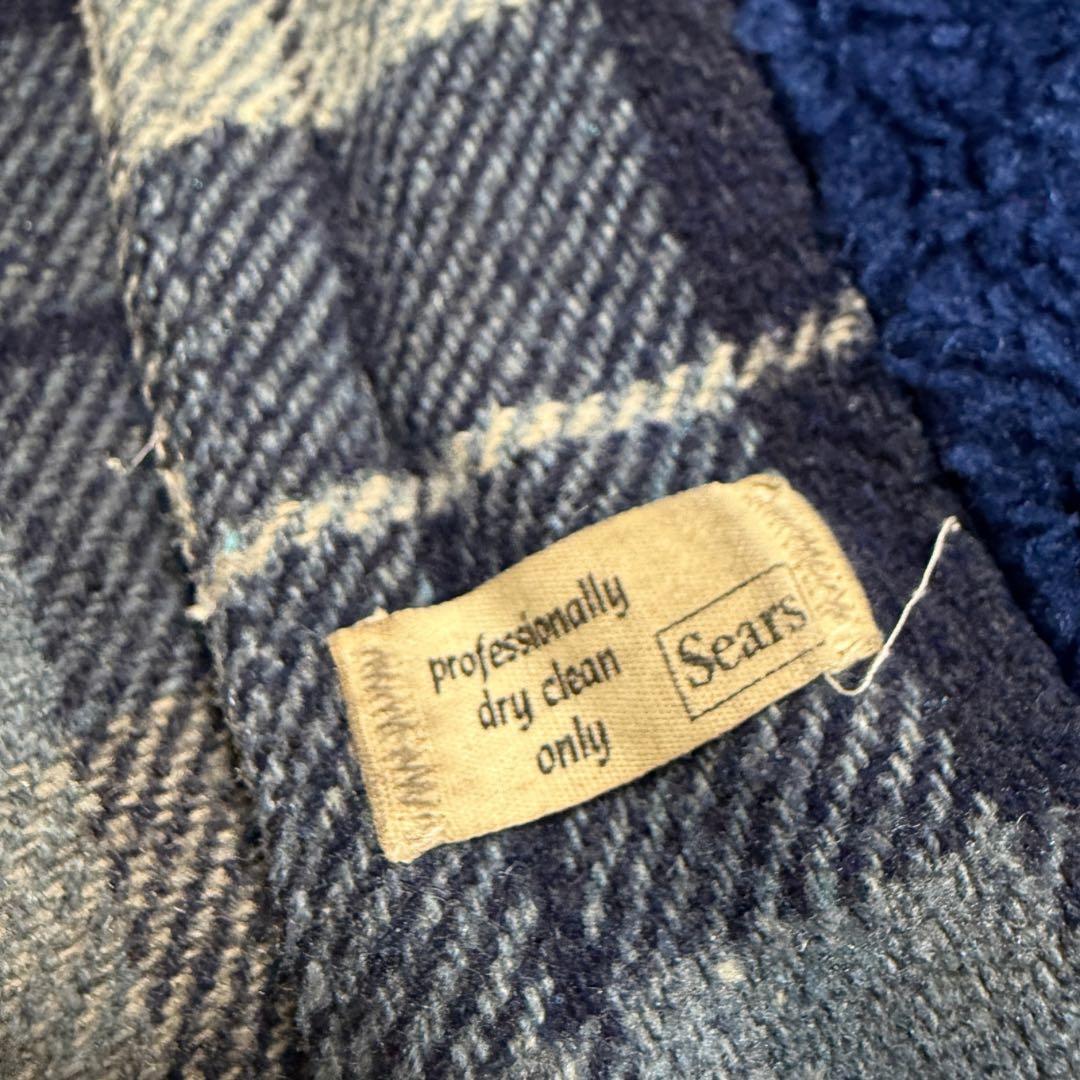 professionally
dry clean
only
Sears